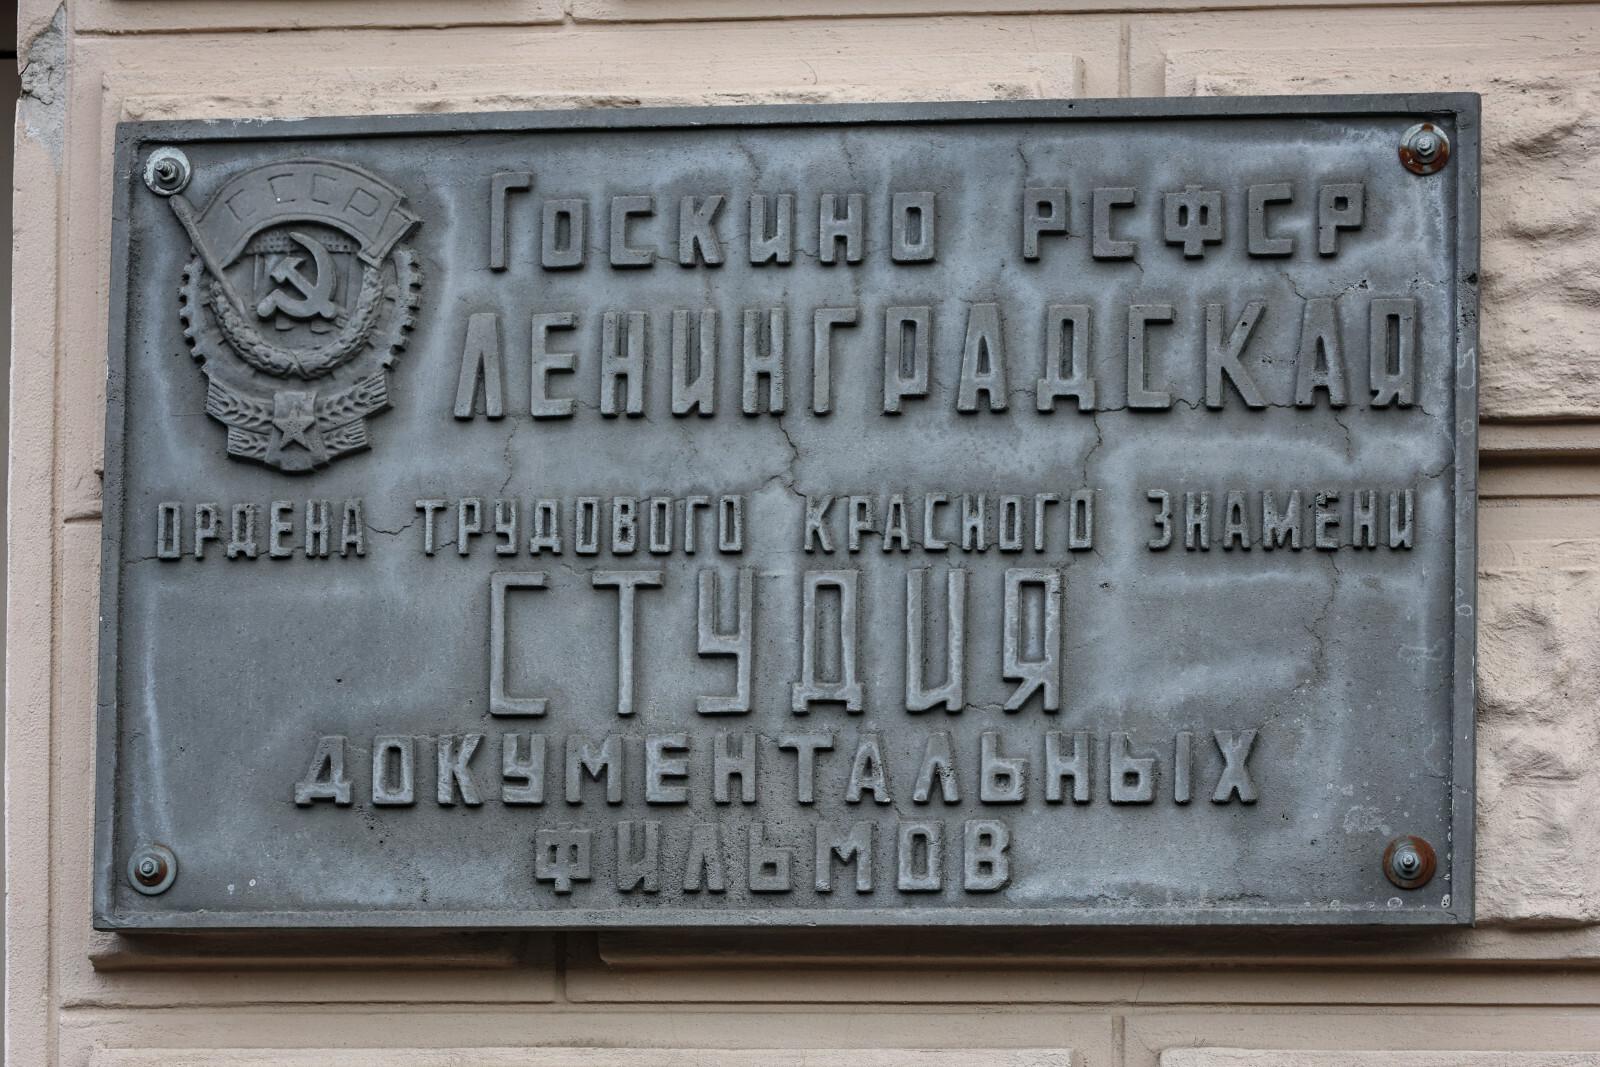 СССР
Госкино РСФСР
ЛЕНИНГРАДСКАЯ
ОРДЕНА ТРУДОВОГО КРАСНОГО ЗНАМЕНИ
СТУДИЯ
ДОКУМЕНТАЛЬНЫХ
ФИЛЬМОВ